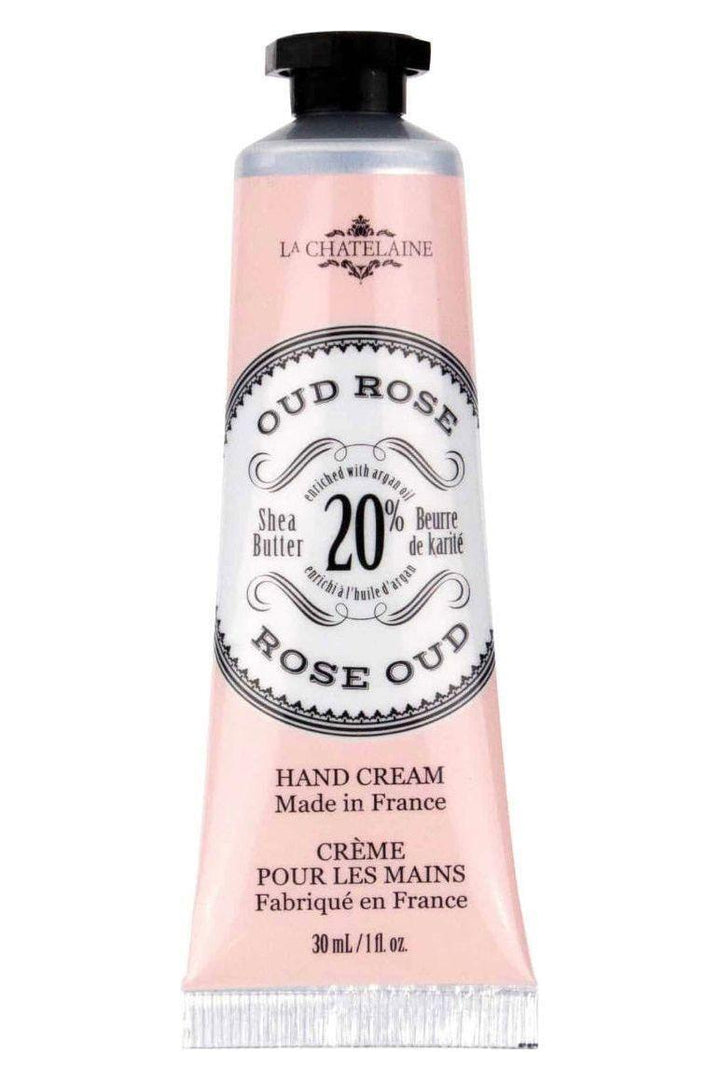 LA CHATELAINE
OUD ROSE
enriched with argan oil
Shea Butter
20%
Beurre de karité
enrichi à l'huile d'argan
ROSE OUD
HAND CREAM
Made in France
CRÈME
POUR LES MAINS
Fabriqué en France
30 mL / 1 fl. oz.